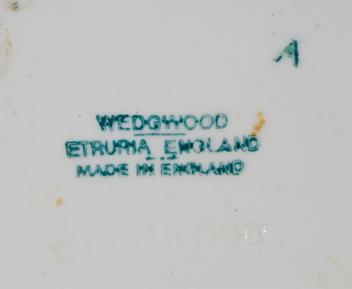 A
WEDGWOOD
ETRURIA, ENGLAND
MADE IN ENGLAND